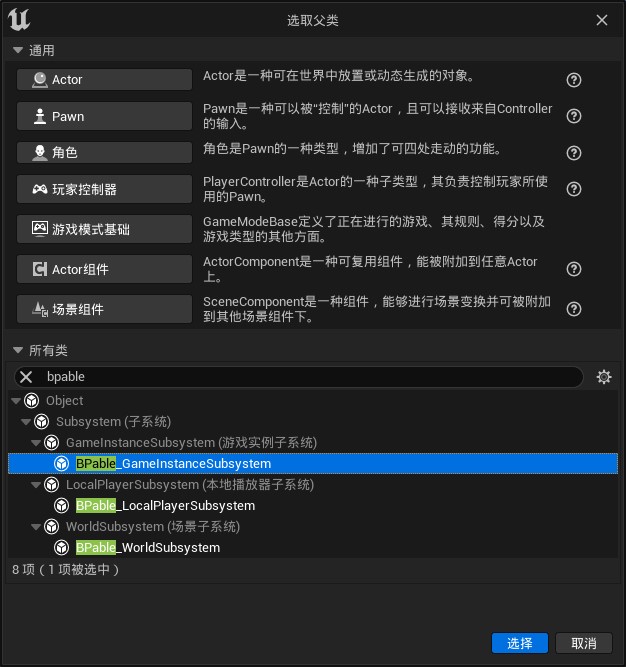 选取父类
通用
Actor
Actor是一种可在世界中放置或动态生成的对象。
Pawn
Pawn是一种可以被“控制”的Actor，且可以接收来自Controller
的输入。
角色
角色是Pawn的一种类型，增加了可四处走动的功能。
玩家控制器
PlayerController是Actor的一种子类型，其负责控制玩家所使
用的Pawn。
游戏模式基础
GameModeBase定义了正在进行的游戏、其规则、得分以及
游戏类型的其他方面。
Actor组件
ActorComponent是一种可复用组件，能被附加到任意Actor
上。
场景组件
SceneComponent是一种组件，能够进行场景变换并可被附加
到其他场景组件下。
所有类
bpable
Object
Subsystem (子系统)
GameInstanceSubsystem (游戏实例子系统)
BPable_GameInstanceSubsystem
LocalPlayerSubsystem (本地播放器子系统)
BPable_LocalPlayerSubsystem
WorldSubsystem (场景子系统)
BPable_WorldSubsystem
8 项（1 项被选中）
选择
取消